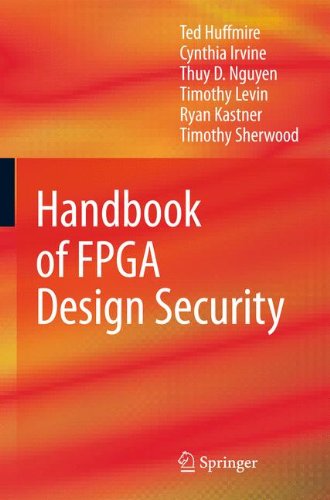 Ted Huffmire
Cynthia Irvine
Thuy D. Nguyen
Timothy Levin
Ryan Kastner
Timothy Sherwood
Handbook
of FPGA
Design Security
Springer